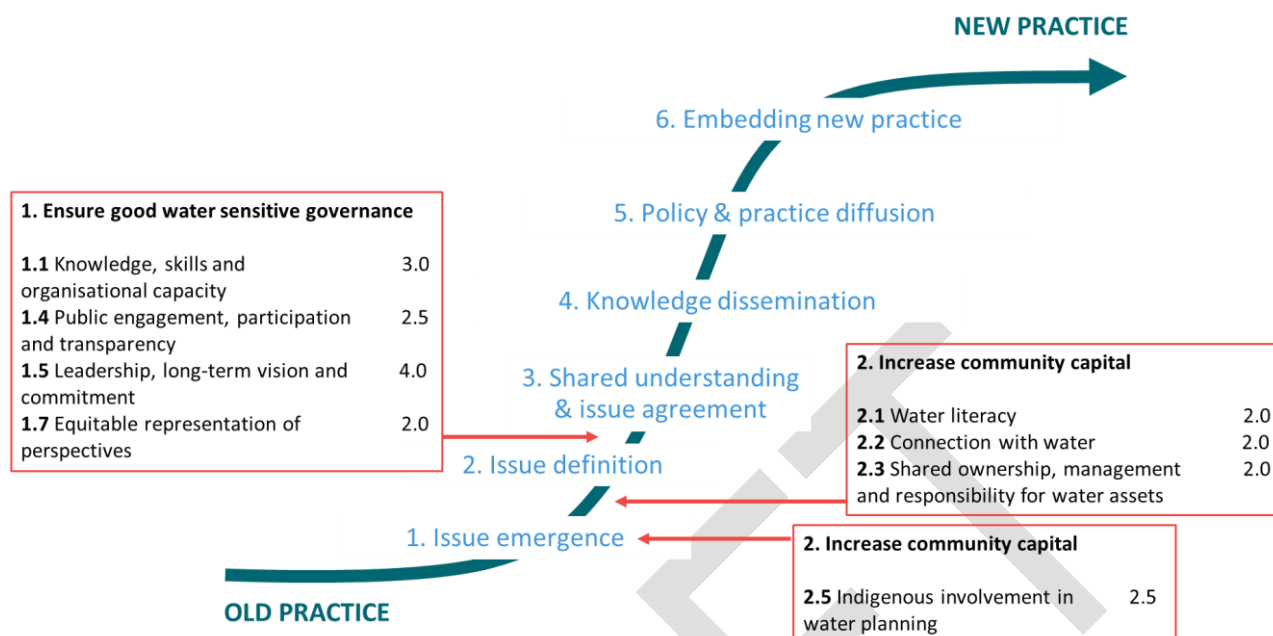 NEW PRACTICE
6. Embedding new practice
5. Policy & practice diffusion
4. Knowledge dissemination
3. Shared understanding
& issue agreement
2. Issue definition
1. Issue emergence
OLD PRACTICE
1. Ensure good water sensitive governance
1.1 Knowledge, skills and 3.0
organisational capacity
1.4 Public engagement, participation 2.5
and transparency
1.5 Leadership, long-term vision and 4.0
commitment
1.7 Equitable representation of 2.0
perspectives
2. Increase community capital
2.1 Water literacy 2.0
2.2 Connection with water 2.0
2.3 Shared ownership, management 2.0
and responsibility for water assets
2. Increase community capital
2.5 Indigenous involvement in 2.5
water planning